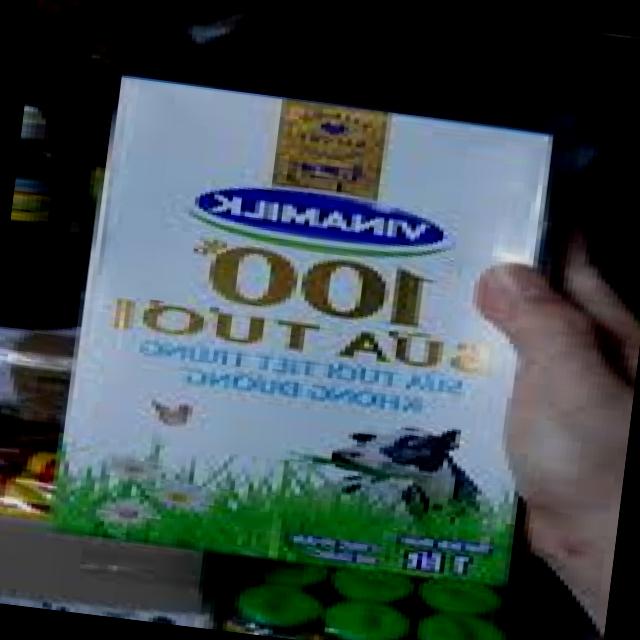 VINAMILK
100%
SỮA TƯƠI
SỮA TƯƠI TIỆT TRÙNG
KHÔNG ĐƯỜNG